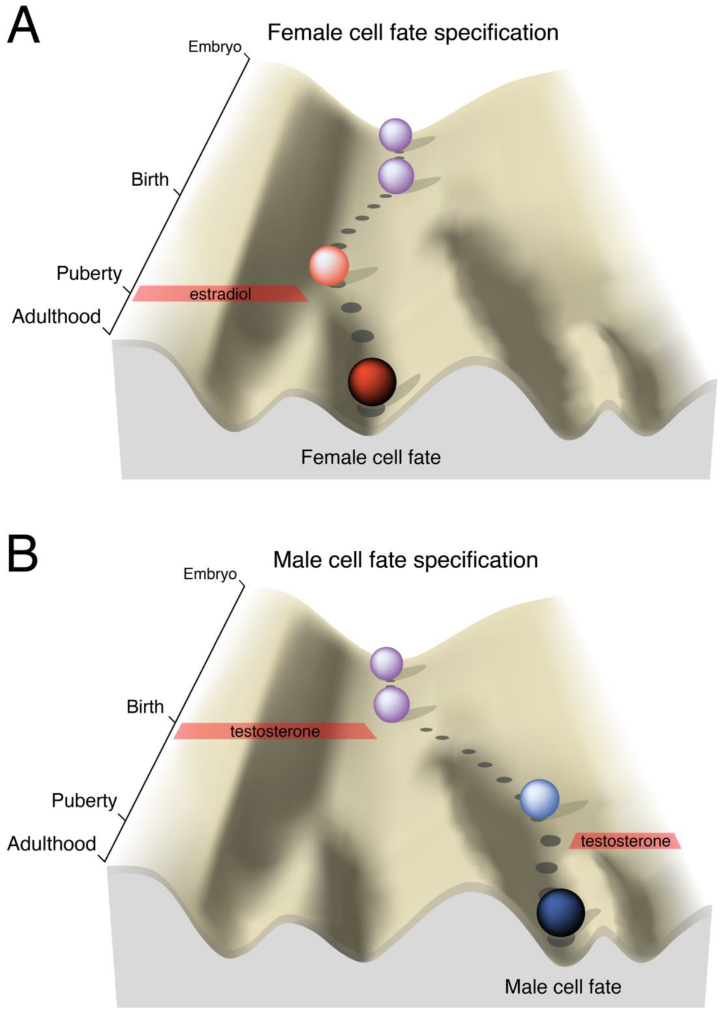 A
Female cell fate specification
Embryo
Birth
Puberty
estradiol
Adulthood
Female cell fate
B
Male cell fate specification
Embryo
Birth
testosterone
Puberty
testosterone
Adulthood
Male cell fate